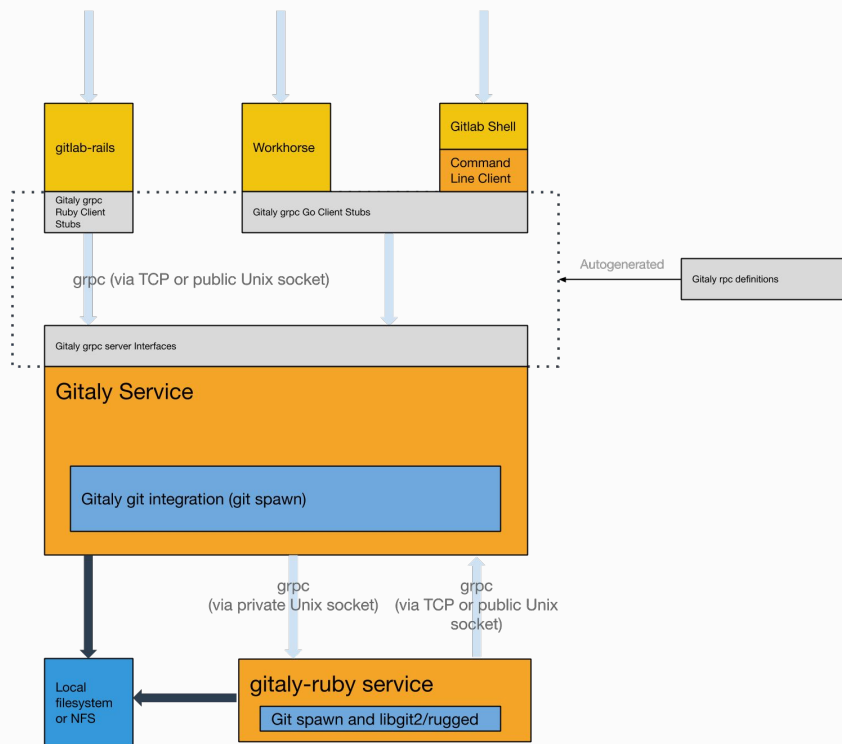 gitlab-rails
Workhorse
Gitlab Shell
Command
Line Client
Gitaly grpc
Ruby Client
Stubs
Gitaly grpc Go Client Stubs
grpc (via TCP or public Unix socket)
Autogenerated
Gitaly rpc definitions
Gitaly grpc server Interfaces
Gitaly Service
Gitaly git integration (git spawn)
grpc
(via private Unix socket)
grpc
(via TCP or public Unix
socket)
Local
filesystem
or NFS
gitaly-ruby service
Git spawn and libgit2/rugged